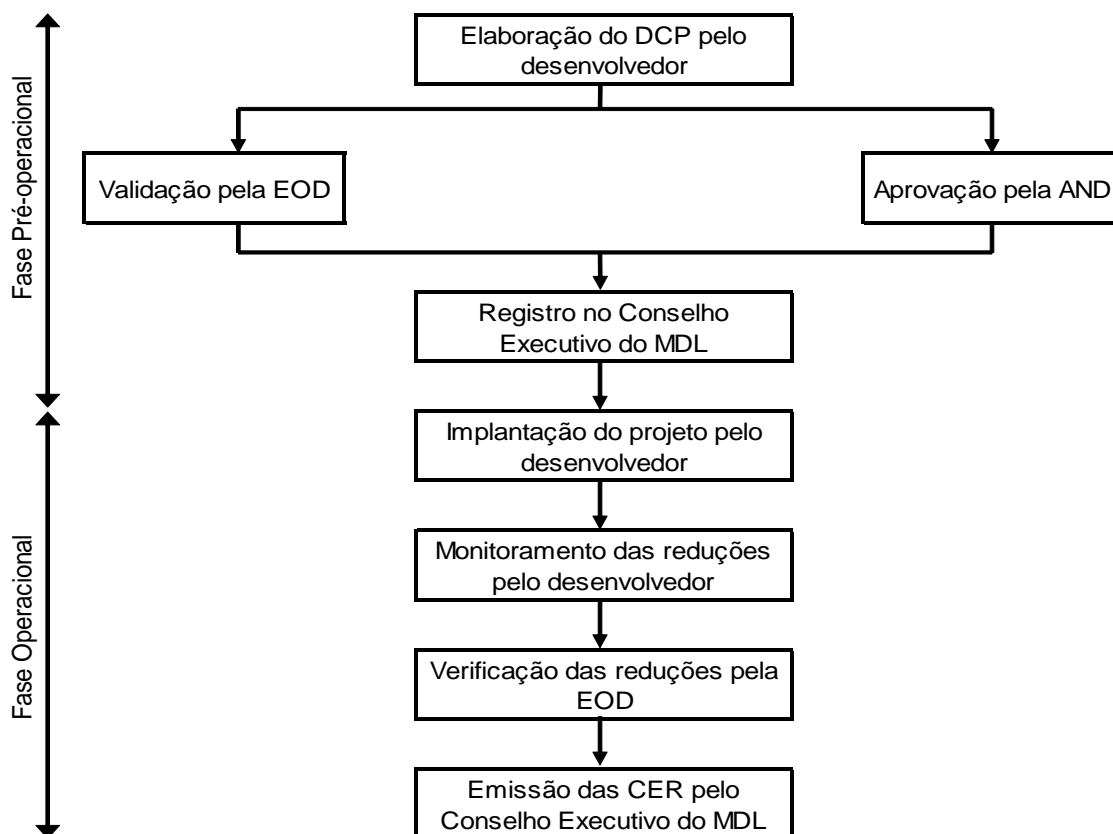 Elaboração do DCP pelo
desenvolvedor
Fase Pré-operacional
Validação pela EOD
Aprovação pela AND
Registro no Conselho
Executivo do MDL
Implantação do projeto pelo
desenvolvedor
Fase Operacional
Monitoramento das reduções
pelo desenvolvedor
Verificação das reduções pela
EOD
Emissão das CER pelo
Conselho Executivo do MDL